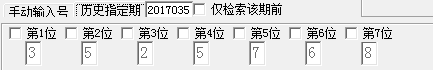 手动输入号 历史指定期 2017035 仅检索该期前
第1位 第2位 第3位 第4位 第5位 第6位 第7位
3 5 2 5 7 6 8